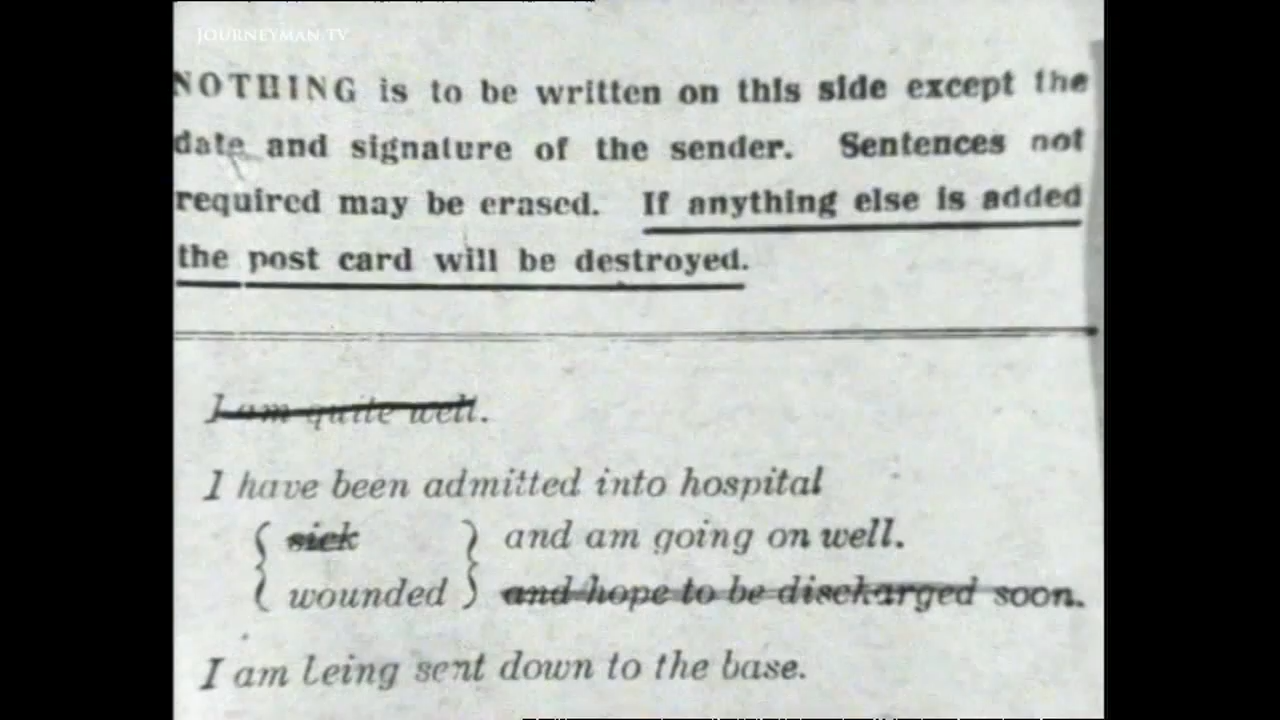 JOURNEYMAN.TV
NOTHING is to be written on this side except the
date and signature of the sender. Sentences not
required may be erased. If anything else is added
the post card will be destroyed.
I am quite well.
I have been admitted into hospital
{ sick } and am going on well.
{ wounded } and hope to be discharged soon.
I am being sent down to the base.